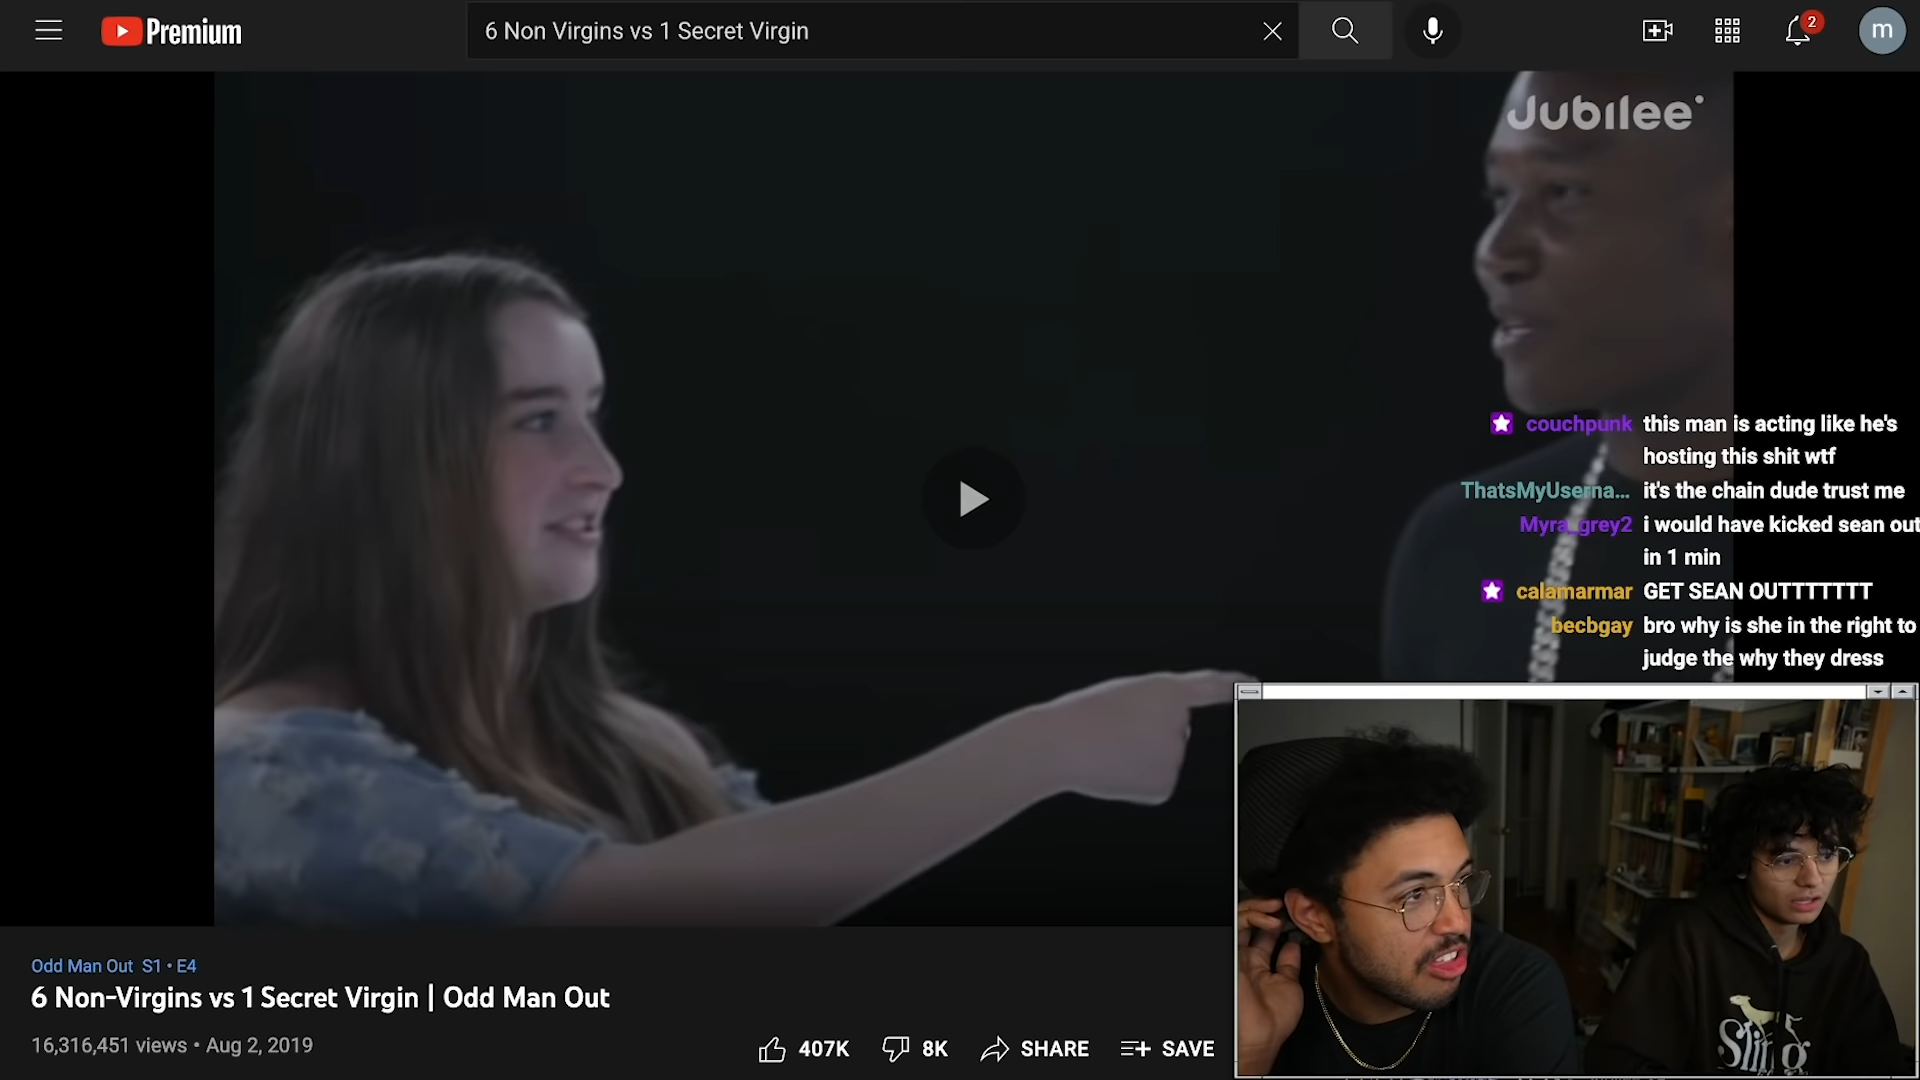 Premium
6 Non Virgins vs 1 Secret Virgin
2
m
Jubilee
couchpunk this man is acting like he's
hosting this shit wtf
ThatsMyUserna... it's the chain dude trust me
Myra_grey2 i would have kicked sean out
in 1 min
calamarmar GET SEAN OUTTTTTTT
becbgay bro why is she in the right to
judge the why they dress
Odd Man Out S1 • E4
6 Non-Virgins vs 1 Secret Virgin | Odd Man Out
16,316,451 views • Aug 2, 2019
407K
8K
SHARE
SAVE